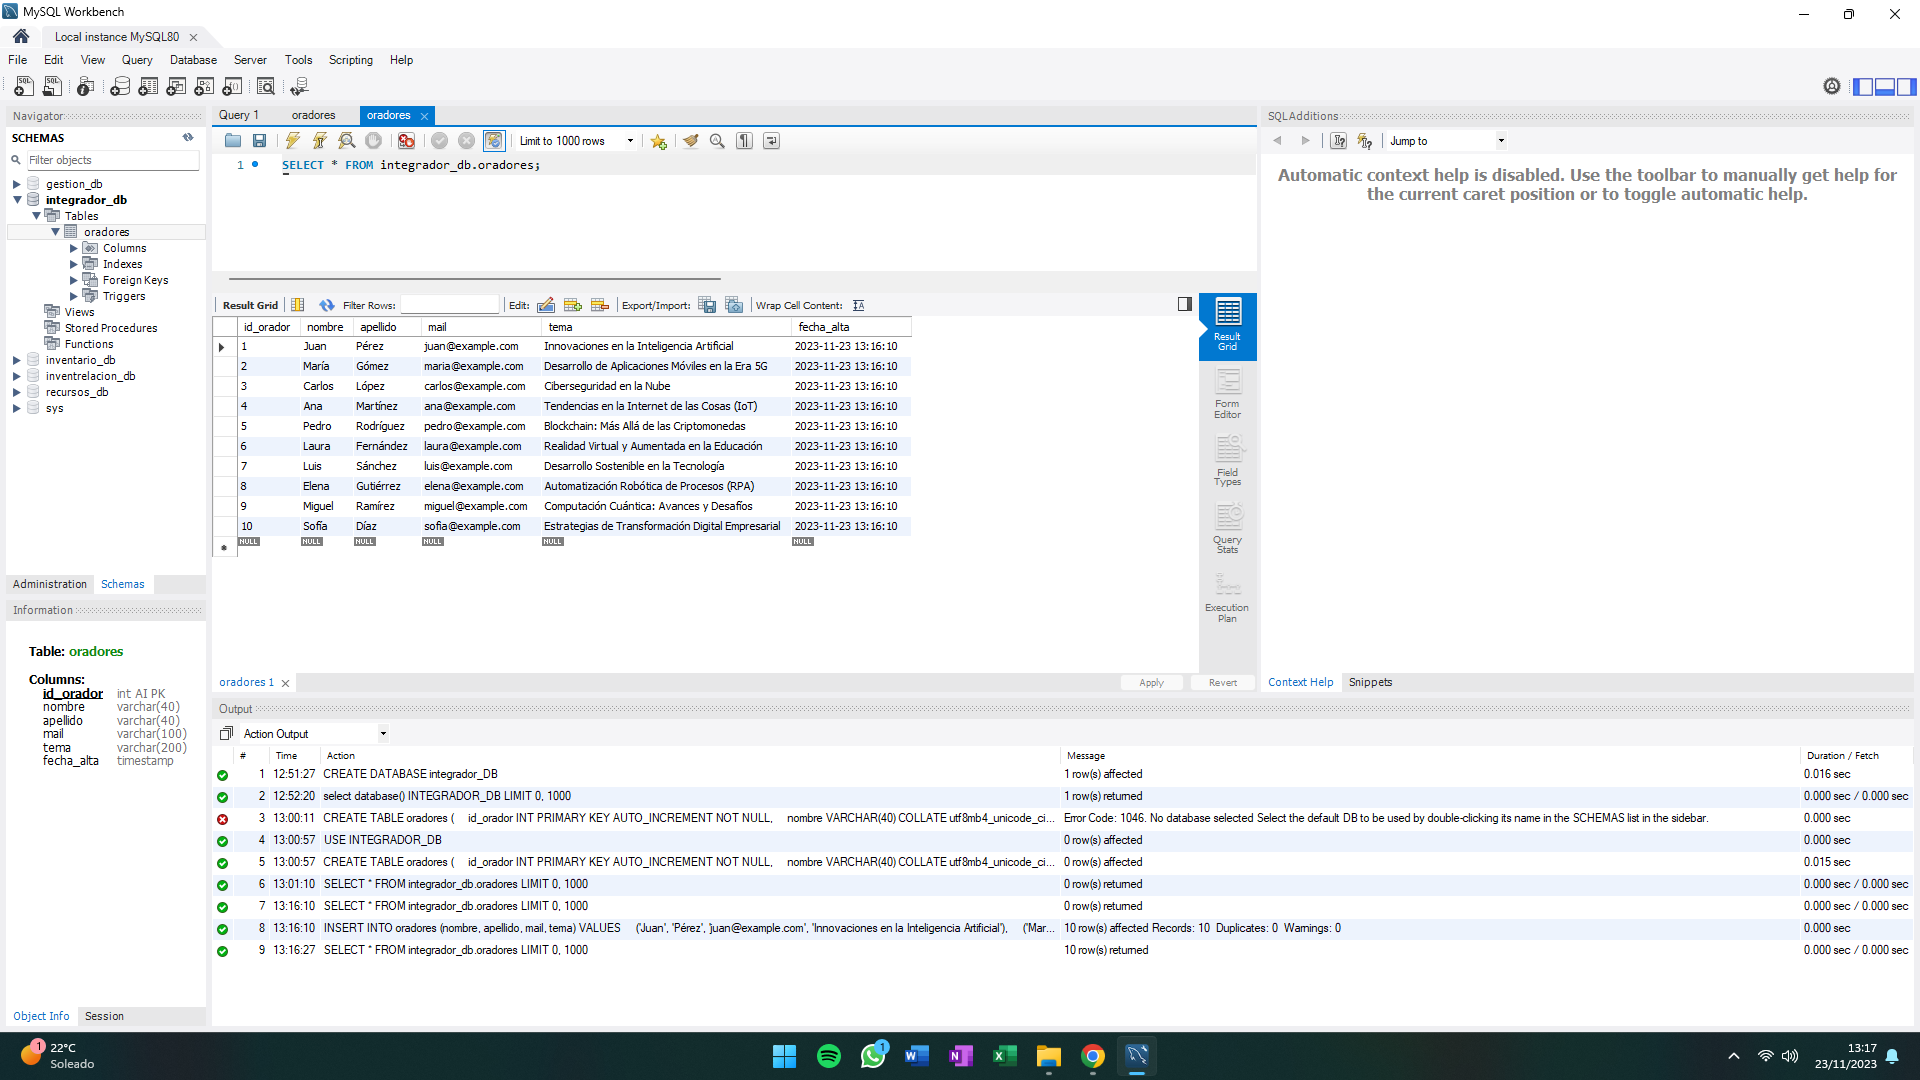 MySQL Workbench
Local instance MySQL80
File Edit View Query Database Server Tools Scripting Help
Navigator
SCHEMAS
Filter objects
gestion_db
integrador_db
Tables
oradores
Columns
Indexes
Foreign Keys
Triggers
Views
Stored Procedures
Functions
inventario_db
inventrelacion_db
recursos_db
sys
Administration Schemas
Information
Table: oradores
Columns:
id_orador int AI PK
nombre varchar(40)
apellido varchar(40)
mail varchar(100)
tema varchar(200)
fecha_alta timestamp
Object Info Session
Query 1 oradores oradores
Limit to 1000 rows
1 SELECT * FROM integrador_db.oradores;
Result Grid Filter Rows: Edit: Export/Import: Wrap Cell Content:
id_orador nombre apellido mail tema fecha_alta
1 Juan Pérez juan@example.com Innovaciones en la Inteligencia Artificial 2023-11-23 13:16:10
2 María Gómez maria@example.com Desarrollo de Aplicaciones Móviles en la Era 5G 2023-11-23 13:16:10
3 Carlos López carlos@example.com Ciberseguridad en la Nube 2023-11-23 13:16:10
4 Ana Martínez ana@example.com Tendencias en la Internet de las Cosas (IoT) 2023-11-23 13:16:10
5 Pedro Rodríguez pedro@example.com Blockchain: Más Allá de las Criptomonedas 2023-11-23 13:16:10
6 Laura Fernández laura@example.com Realidad Virtual y Aumentada en la Educación 2023-11-23 13:16:10
7 Luis Sánchez luis@example.com Desarrollo Sostenible en la Tecnología 2023-11-23 13:16:10
8 Elena Gutiérrez elena@example.com Automatización Robótica de Procesos (RPA) 2023-11-23 13:16:10
9 Miguel Ramírez miguel@example.com Computación Cuántica: Avances y Desafíos 2023-11-23 13:16:10
10 Sofía Díaz sofia@example.com Estrategias de Transformación Digital Empresarial 2023-11-23 13:16:10
NULL NULL NULL NULL NULL NULL
Result
Grid
Form
Editor
Field
Types
Query
Stats
Execution
Plan
oradores 1
Apply Revert
SQLAdditions
Jump to
Automatic context help is disabled. Use the toolbar to manually get help for
the current caret position or to toggle automatic help.
Context Help Snippets
Output
Action Output
# Time Action Message Duration / Fetch
1 12:51:27 CREATE DATABASE integrador_DB 1 row(s) affected 0.016 sec
2 12:52:20 select database() INTEGRADOR_DB LIMIT 0, 1000 1 row(s) returned 0.000 sec / 0.000 sec
3 13:00:11 CREATE TABLE oradores ( id_orador INT PRIMARY KEY AUTO_INCREMENT NOT NULL, nombre VARCHAR(40) COLLATE utf8mb4_unicode_ci... Error Code: 1046. No database selected Select the default DB to be used by double-clicking its name in the SCHEMAS list in the sidebar. 0.000 sec
4 13:00:57 USE INTEGRADOR_DB 0 row(s) affected 0.000 sec
5 13:00:57 CREATE TABLE oradores ( id_orador INT PRIMARY KEY AUTO_INCREMENT NOT NULL, nombre VARCHAR(40) COLLATE utf8mb4_unicode_ci... 0 row(s) affected 0.015 sec
6 13:01:10 SELECT * FROM integrador_db.oradores LIMIT 0, 1000 0 row(s) returned 0.000 sec / 0.000 sec
7 13:16:10 SELECT * FROM integrador_db.oradores LIMIT 0, 1000 0 row(s) returned 0.000 sec / 0.000 sec
8 13:16:10 INSERT INTO oradores (nombre, apellido, mail, tema) VALUES ('Juan', 'Pérez', 'juan@example.com', 'Innovaciones en la Inteligencia Artificial'), ('Mar... 10 row(s) affected Records: 10 Duplicates: 0 Warnings: 0 0.000 sec
9 13:16:27 SELECT * FROM integrador_db.oradores LIMIT 0, 1000 10 row(s) returned 0.000 sec / 0.000 sec
1
22°C
Soleado
1
13:17
23/11/2023